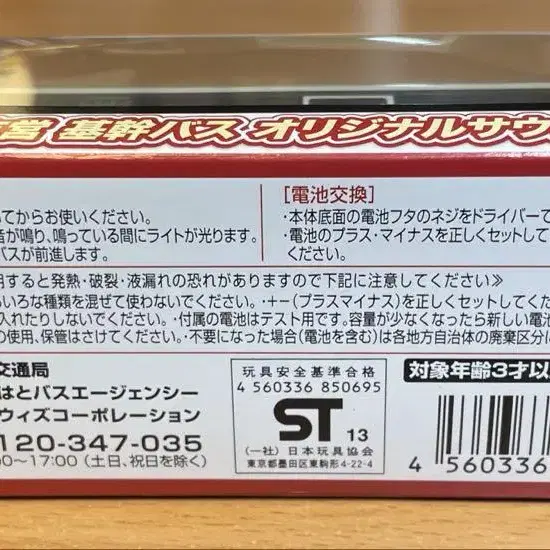 営 基幹バス オリジナルサウ
いてからお使いください。
音が鳴り、鳴っている間にライトが光ります。
バスが前進します。
[電池交換]
・本体底面の電池フタのネジをドライバーで
・電池のプラス・マイナスを正しくセットして
ください。
用すると発熱・破裂・液漏れの恐れがありますので下記に注意してください》
いろいろな種類を混ぜて使わないでください。・+−(プラスマイナス)を正しくセットしてくだ
入れたりしないでください。・付属の電池はテスト用です。容量が少なくなったら新しい電
の使用、保管はさけてください。・不要になった場合(電池を含む)は各地方自治体の廃棄区分に
交通局
はとバスエージェンシー
ウィズコーポレーション
120-347-035
0〜17:00 (土日、祝日を除く)
玩具安全基準合格
4 560336 850695
ST 13
(一社) 日本玩具協会
東京都墨田区東駒形4-22-4
対象年齢3才以
4 560336